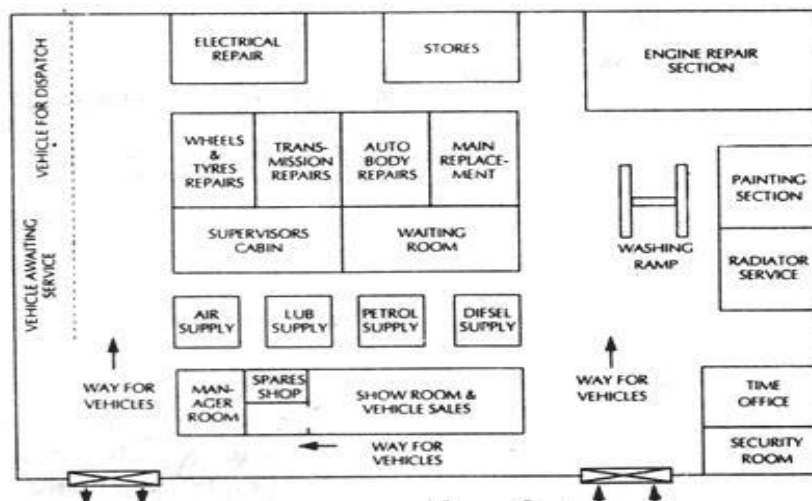 ELECTRICAL
REPAIR
STORES
ENGINE REPAIR
SECTION
VEHICLE FOR DISPATCH
WHEELS
&
TYRES
REPAIRS
TRANS-
MISSION
REPAIRS
AUTO
BODY
REPAIRS
MAIN
REPLACE-
MENT
PAINTING
SECTION
SUPERVISORS
CABIN
WAITING
ROOM
WASHING
RAMP
RADIATOR
SERVICE
VEHICLE AWAITING
SERVICE
AIR
SUPPLY
LUB
SUPPLY
PETROL
SUPPLY
DIESEL
SUPPLY
WAY FOR
VEHICLES
MAN-
AGER
ROOM
SPARES
SHOP
SHOW ROOM &
VEHICLE SALES
WAY FOR
VEHICLES
TIME
OFFICE
WAY FOR
VEHICLES
SECURITY
ROOM